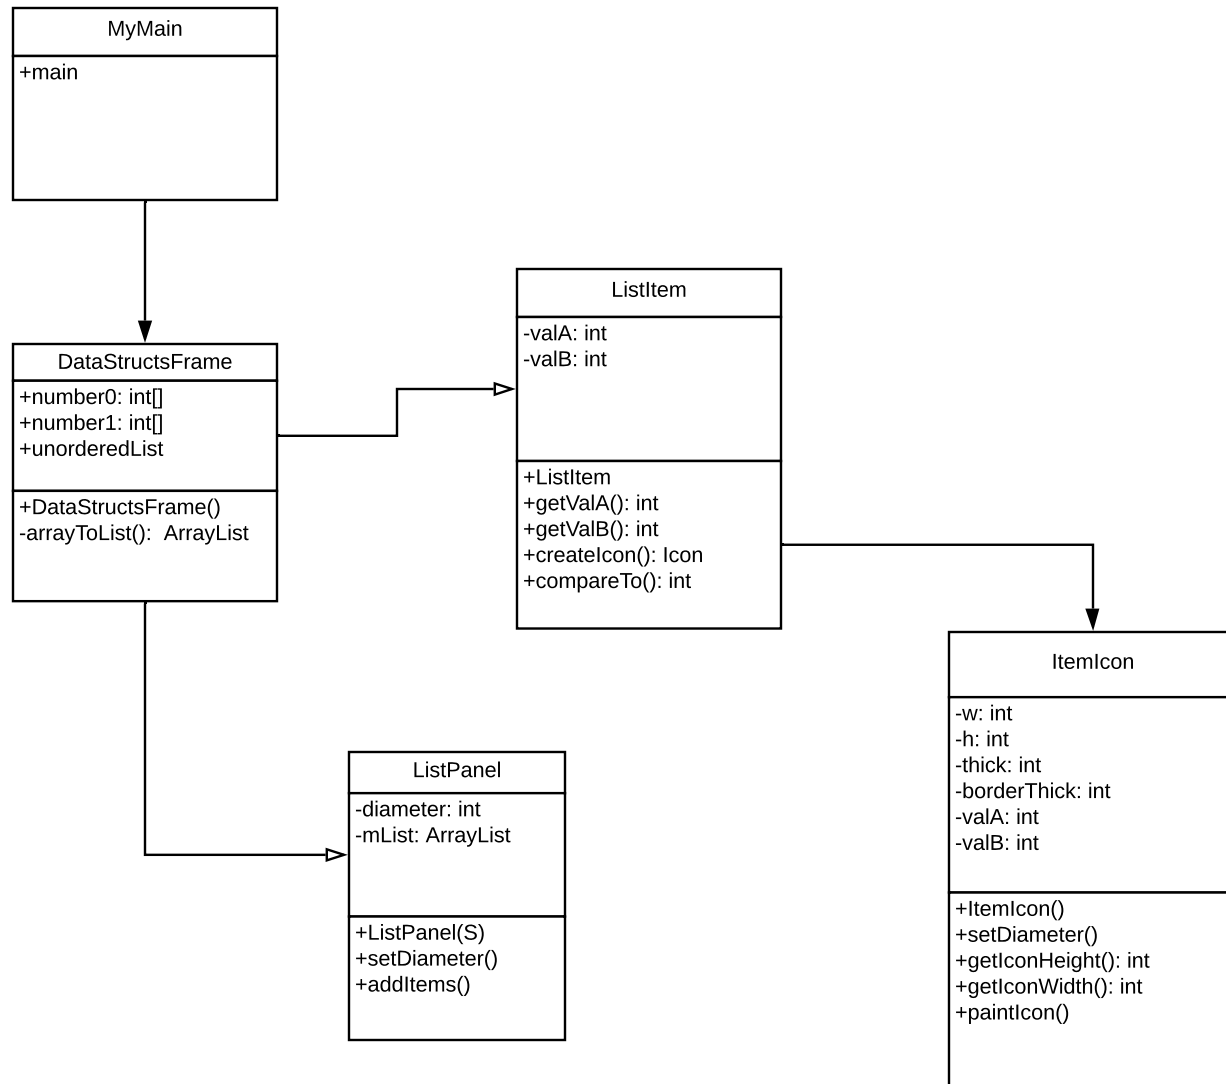 MyMain
+main
DataStructsFrame
+number0: int[]
+number1: int[]
+unorderedList
+DataStructsFrame()
-arrayToList():  ArrayList
ListItem
-valA: int
-valB: int
+ListItem
+getValA(): int
+getValB(): int
+createIcon(): Icon
+compareTo(): int
ListPanel
-diameter: int
-mList: ArrayList
+ListPanel(S)
+setDiameter()
+addItems()
ItemIcon
-w: int
-h: int
-thick: int
-borderThick: int
-valA: int
-valB: int
+ItemIcon()
+setDiameter()
+getIconHeight(): int
+getIconWidth(): int
+paintIcon()